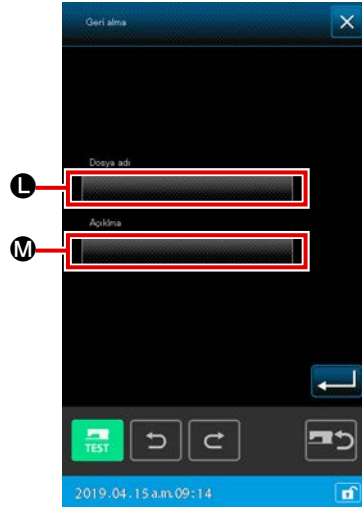 Geri alma
Dosya adı
L
Açıklma
M
TEST
2019.04.15 a.m.09:14